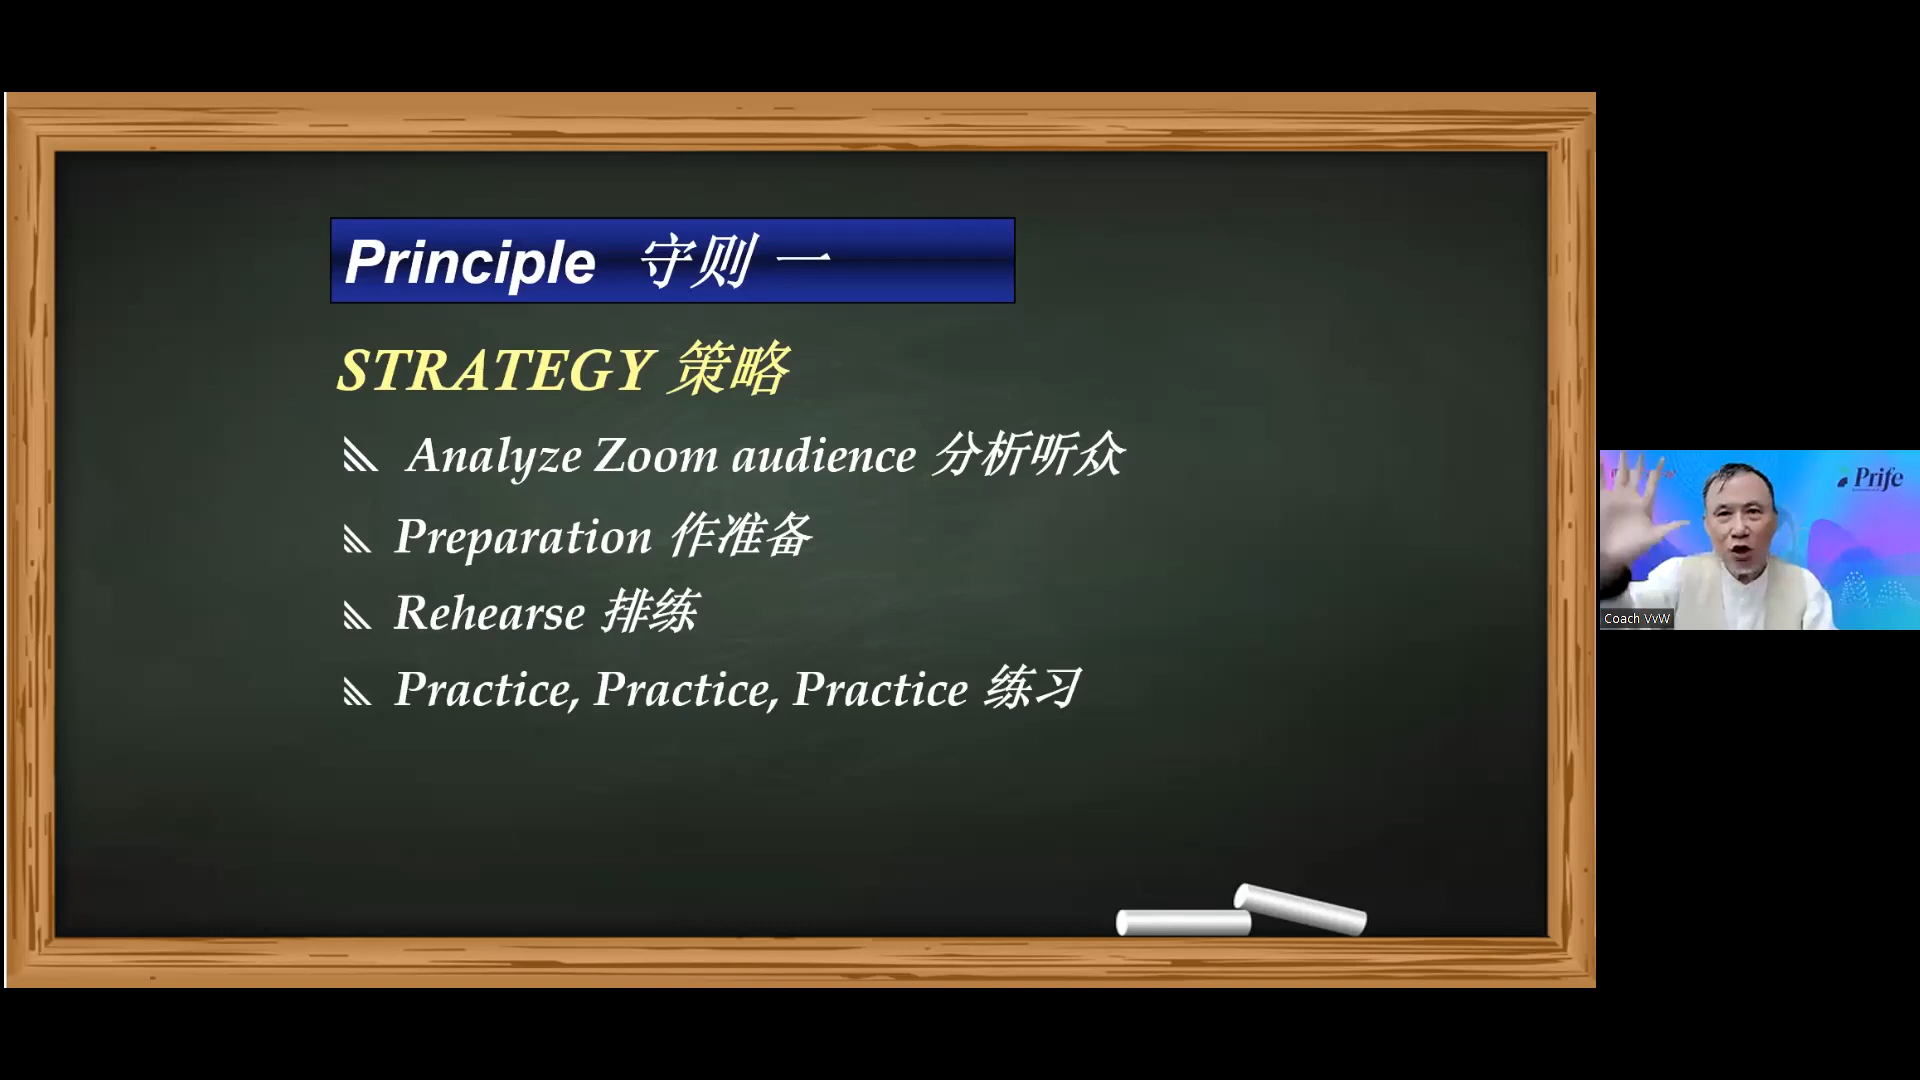 Principle 守则 一
STRATEGY 策略
Analyze Zoom audience 分析听众
Preparation 作准备
Rehearse 排练
Practice, Practice, Practice 练习
Prife
Coach VvW